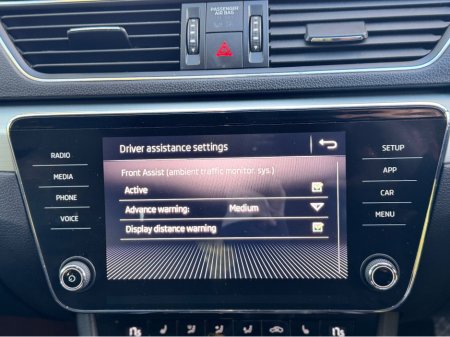 PASSENGER
AIR BAG
Driver assistance settings
Front Assist (ambient traffic monitor. sys.)
Active
Advance warning: Medium
Display distance warning
RADIO
MEDIA
PHONE
VOICE
SETUP
APP
CAR
MENU